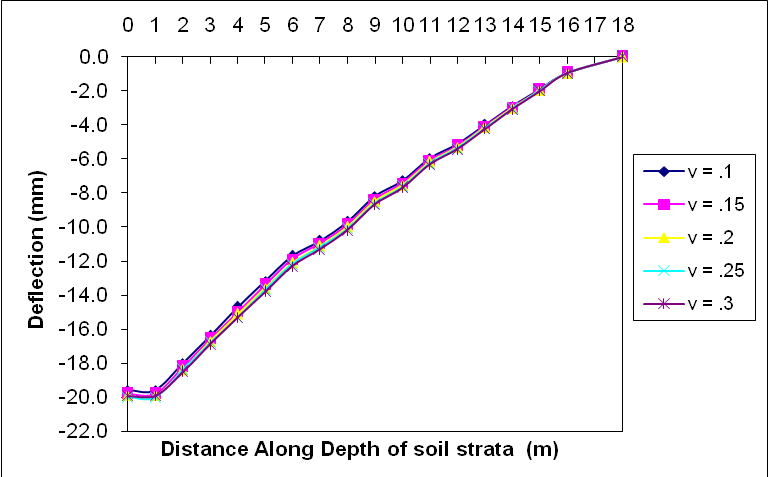 0 1 2 3 4 5 6 7 8 9 10 11 12 13 14 15 16 17 18
0.0
-2.0
-4.0
-6.0
-8.0
-10.0
-12.0
-14.0
-16.0
-18.0
-20.0
-22.0
Deflection (mm)
Distance Along Depth of soil strata (m)
v = .1
v = .15
v = .2
v = .25
v = .3